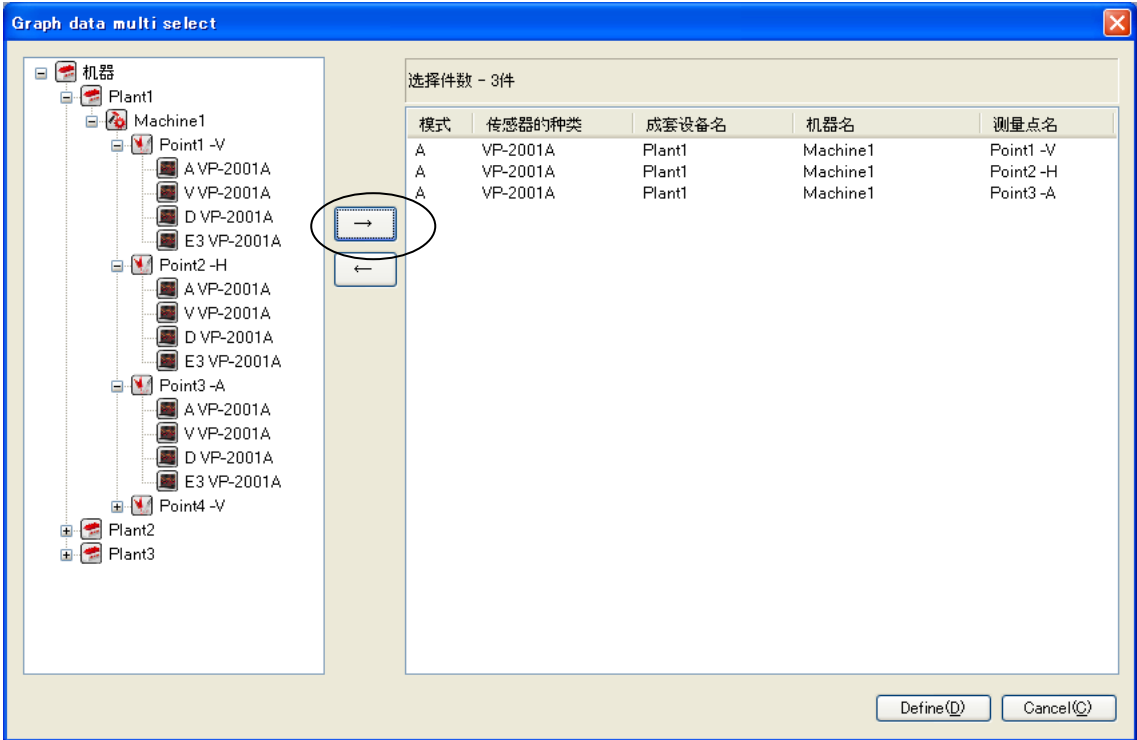 Graph data multi select
机器
Plant1
Machine1
Point1 -V
A VP-2001A
V VP-2001A
D VP-2001A
E3 VP-2001A
Point2 -H
A VP-2001A
V VP-2001A
D VP-2001A
E3 VP-2001A
Point3 -A
A VP-2001A
V VP-2001A
D VP-2001A
E3 VP-2001A
Point4 -V
Plant2
Plant3
→
←
选择件数 - 3件
模式 传感器的种类 成套设备名 机器名 测量点名
A VP-2001A Plant1 Machine1 Point1 -V
A VP-2001A Plant1 Machine1 Point2 -H
A VP-2001A Plant1 Machine1 Point3 -A
Define(D) Cancel(C)